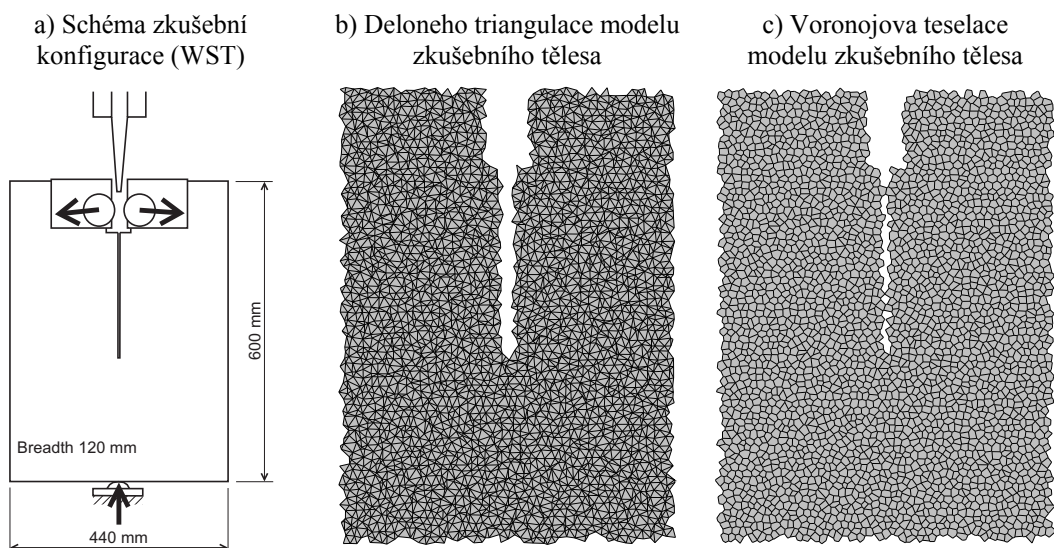 a) Schéma zkušební
konfigurace (WST)
b) Deloneho triangulace modelu
zkušebního tělesa
c) Voronojova teselace
modelu zkušebního tělesa
600 mm
Breadth 120 mm
440 mm